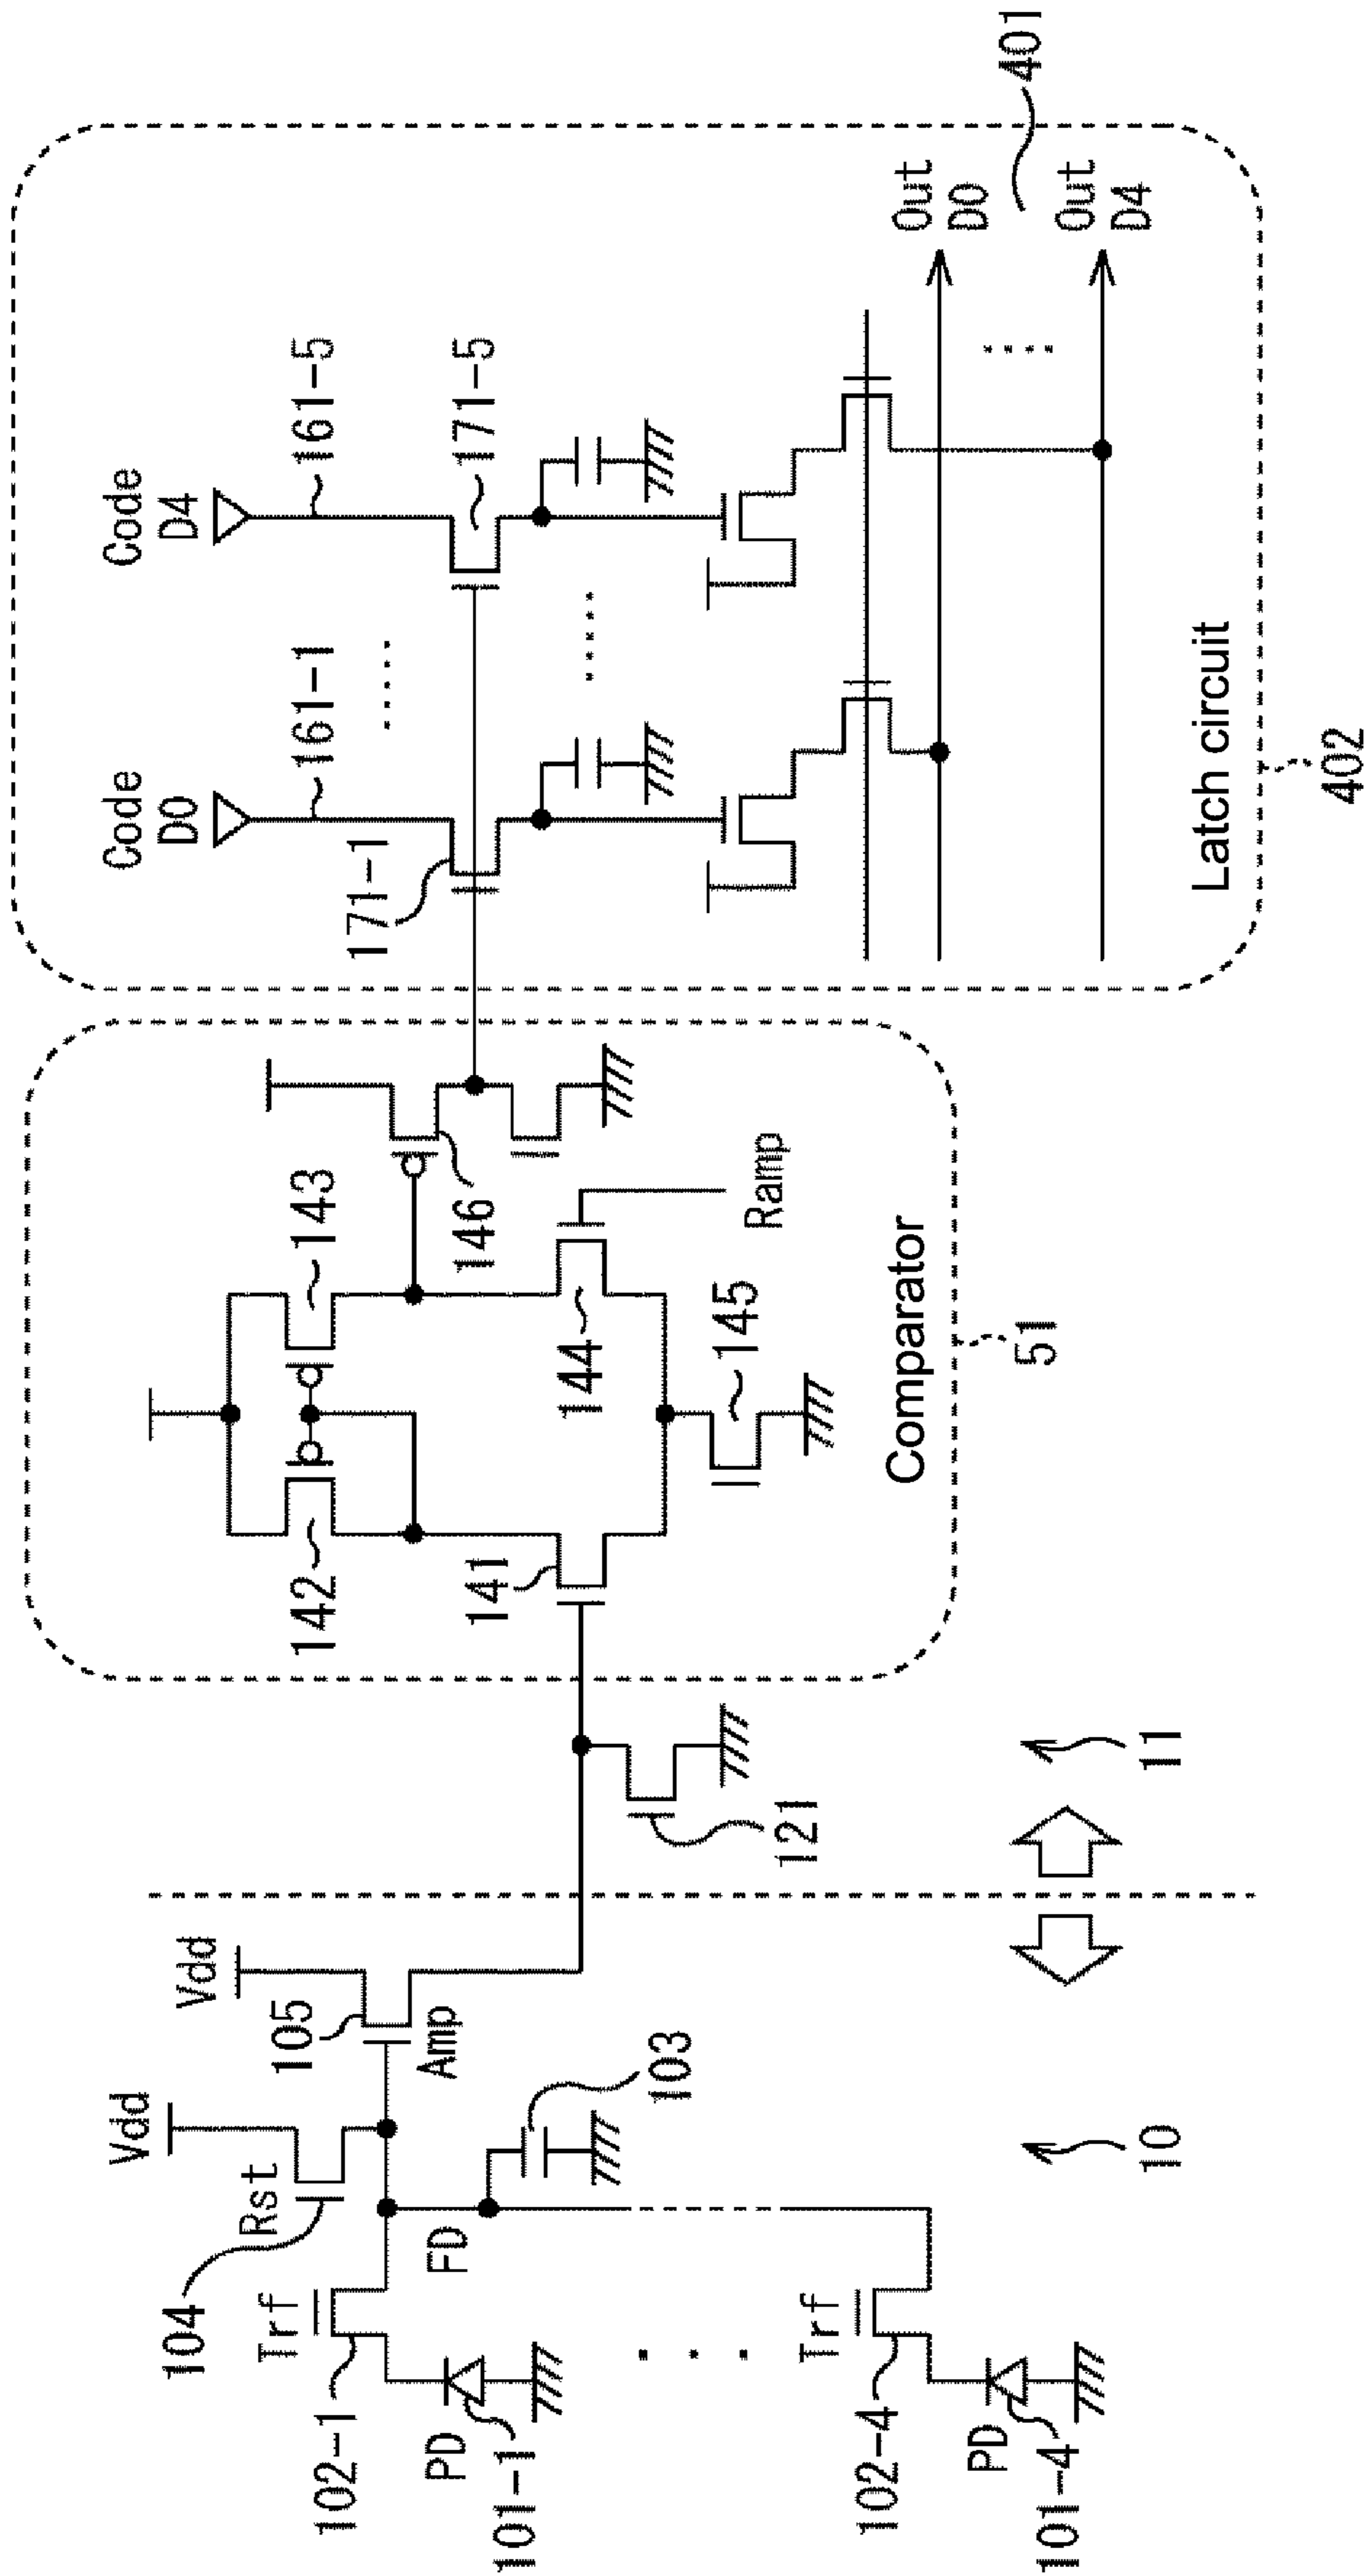 Vdd
Vdd
104
Rst
105
Amp
Trf
102-1
FD
103
PD
101-1
Trf
102-4
PD
101-4
10
11
121
142
143
141
144
145
146
Ramp
Comparator
51
Code
D0
Code
D4
161-1
161-5
171-1
171-5
Out
D0
Out
D4
401
Latch circuit
402